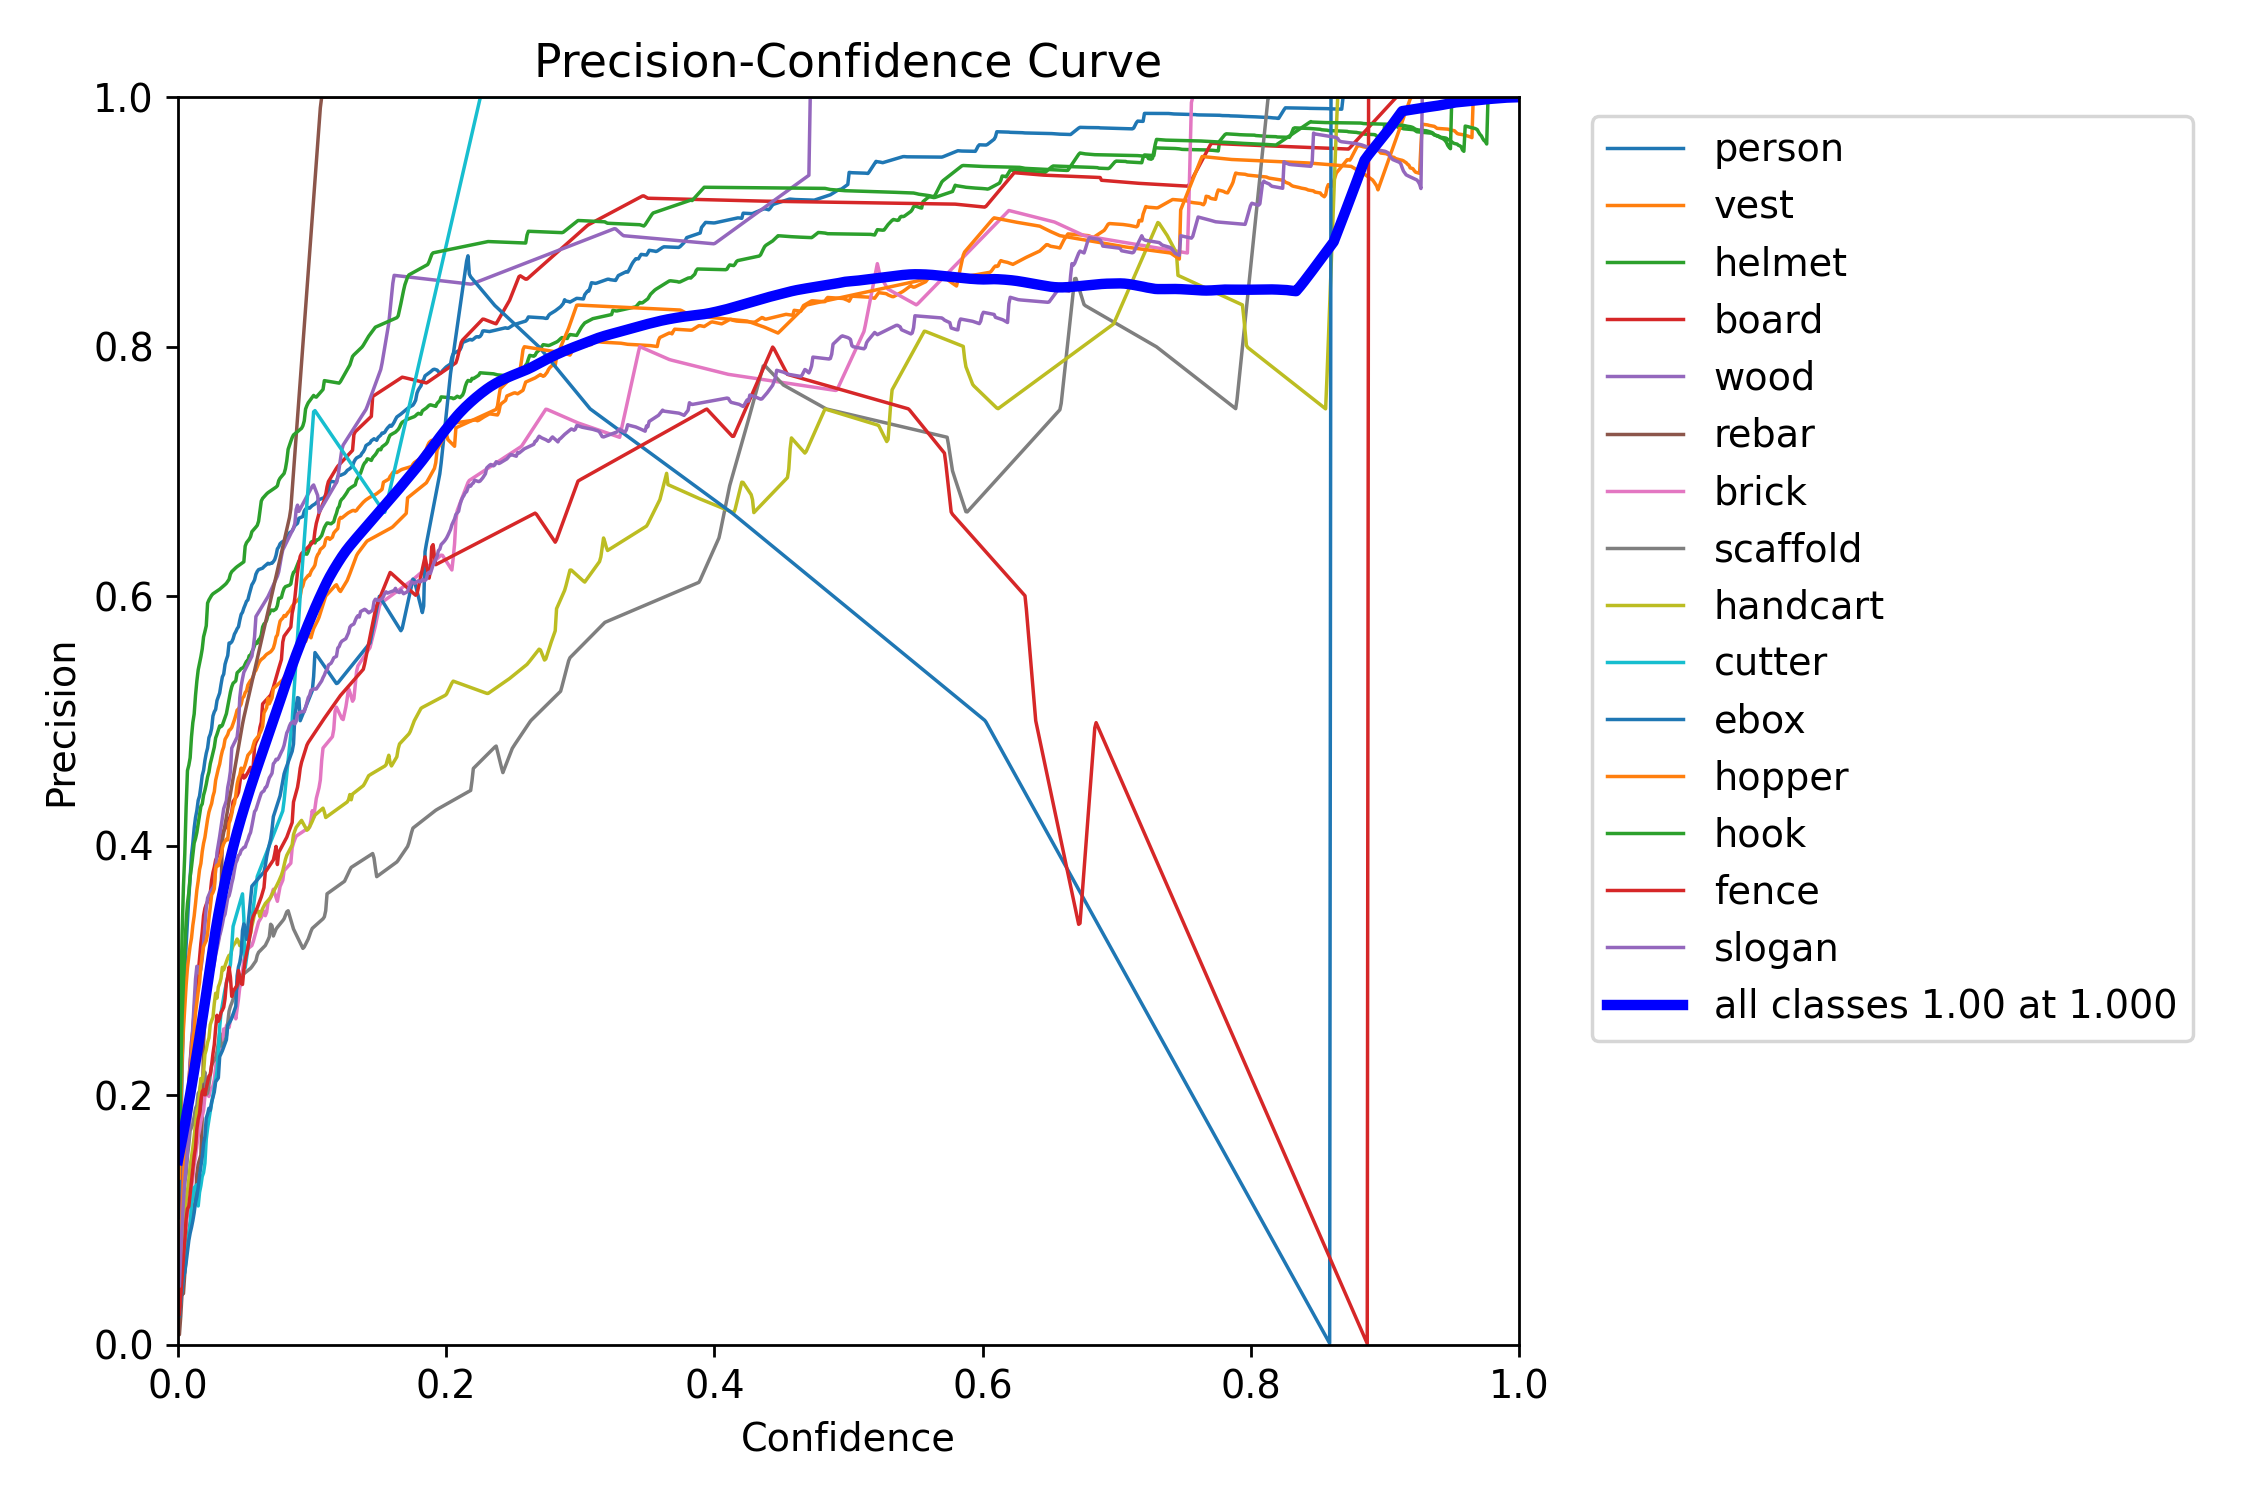 Precision-Confidence Curve
1.0
0.8
0.6
0.4
0.2
0.0
Precision
0.0 0.2 0.4 0.6 0.8 1.0
Confidence
person
vest
helmet
board
wood
rebar
brick
scaffold
handcart
cutter
ebox
hopper
hook
fence
slogan
all classes 1.00 at 1.000